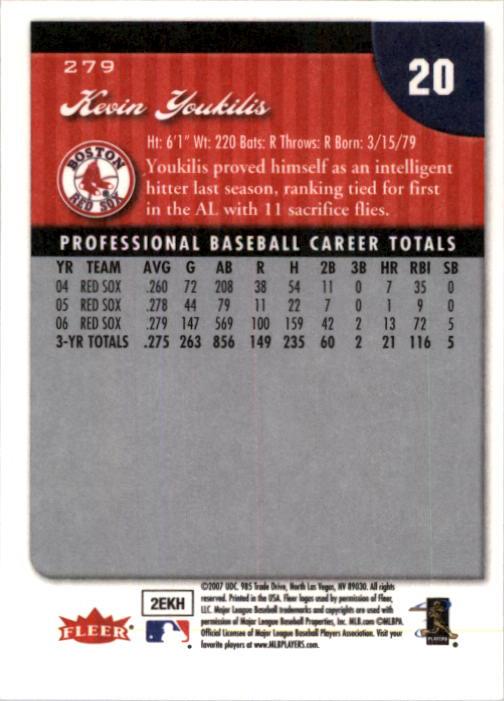 279
20
Kevin Youkilis
Ht: 6'1" Wt: 220 Bats: R Throws: R Born: 3/15/79
BOSTON
RED SOX
Youkilis proved himself as an intelligent
hitter last season, ranking tied for first
in the AL with 11 sacrifice flies.
PROFESSIONAL BASEBALL CAREER TOTALS
YR TEAM AVG G AB R H 2B 3B HR RBI SB
04 RED SOX .260 72 208 38 54 11 0 7 35 0
05 RED SOX .278 44 79 11 22 7 0 1 9 0
06 RED SOX .279 147 569 100 159 42 2 13 72 5
3-YR TOTALS .275 263 856 149 235 60 2 21 116 5
©2007 UDC. 985 Trade Drive, North Las Vegas, NV 89030. All rights
reserved. Printed in the USA. Fleer logos used by permission of Fleer,
LLC. Major League Baseball trademarks and copyrights are used with
permission of Major League Baseball Properties, Inc. MLB.com ©MLBPA
Official Licensee of Major League Baseball Players Association. Visit your
favorite players at www.MLBPLAYERS.com
2EKH
FLEER
PLAYERS